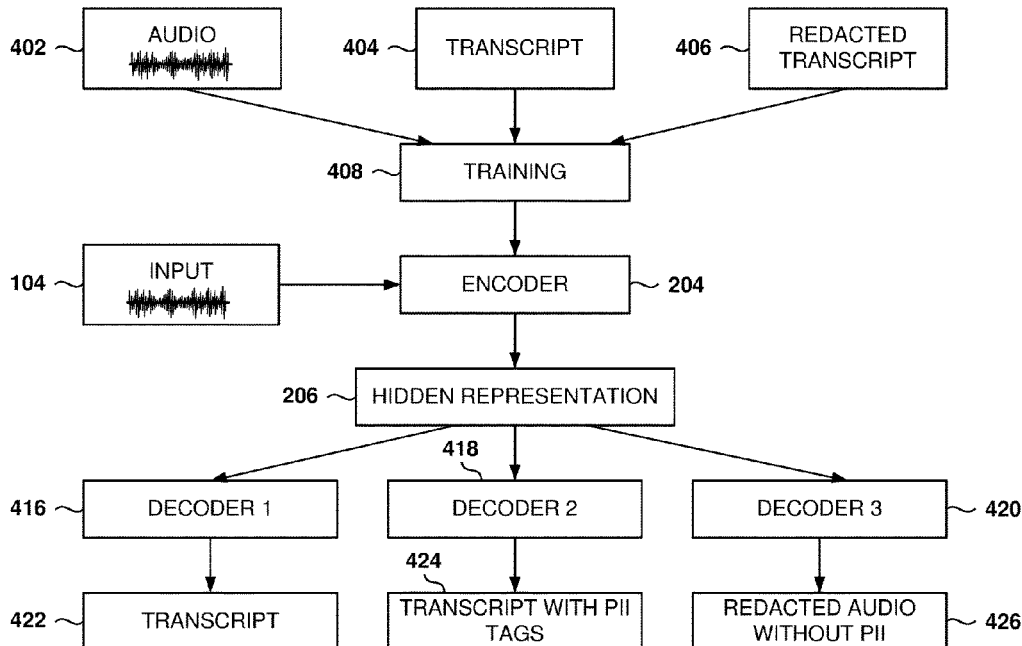 402
AUDIO
404
TRANSCRIPT
406
REDACTED
TRANSCRIPT
408
TRAINING
104
INPUT
ENCODER
204
206
HIDDEN REPRESENTATION
416
DECODER 1
418
DECODER 2
DECODER 3
420
422
TRANSCRIPT
424
TRANSCRIPT WITH PII
TAGS
REDACTED AUDIO
WITHOUT PII
426